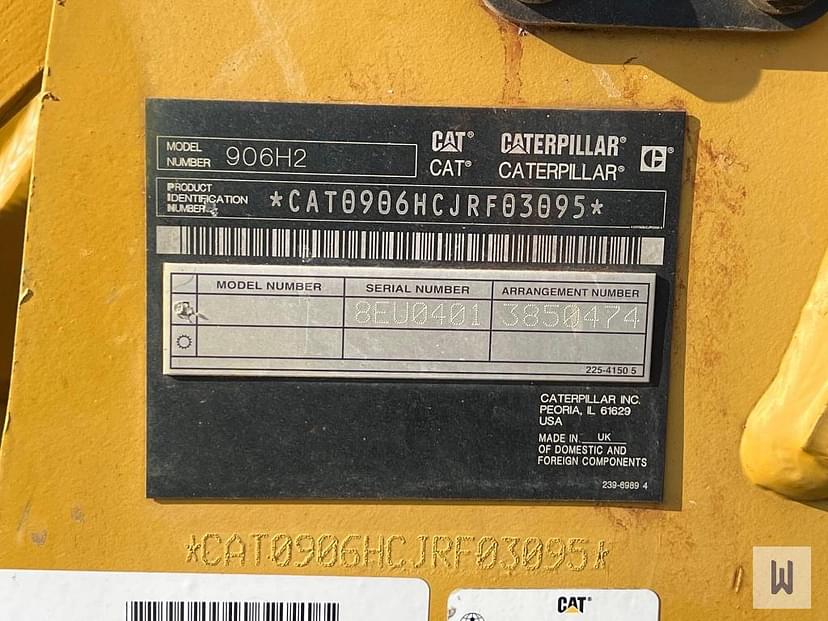 MODEL NUMBER 906H2
CAT® CATERPILLAR®
CAT® CATERPILLAR®
PRODUCT IDENTIFICATION NUMBER *CAT0906HCJRF03095*
MODEL NUMBER SERIAL NUMBER ARRANGEMENT NUMBER
8EU0401 3850474
225-4150 5
CATERPILLAR INC.
PEORIA, IL 61629
USA
MADE IN UK
OF DOMESTIC AND
FOREIGN COMPONENTS
239-6989 4
*CAT0906HCJRF03095*
CAT®
W